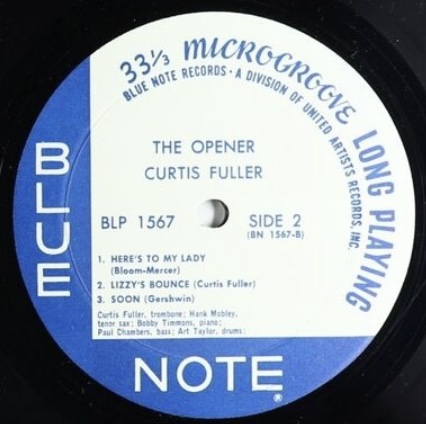 33⅓ MICROGROOVE LONG PLAYING
BLUE NOTE RECORDS · A DIVISION OF UNITED ARTISTS RECORDS, INC.
THE OPENER
CURTIS FULLER
BLP 1567 SIDE 2
(BN 1567-B)
1. HERE'S TO MY LADY
(Bloom-Mercer)
2. LIZZY'S BOUNCE (Curtis Fuller)
3. SOON (Gershwin)
Curtis Fuller, trombone; Hank Mobley,
tenor sax; Bobby Timmons, piano;
Paul Chambers, bass; Art Taylor, drums;
BLUE
NOTE
®